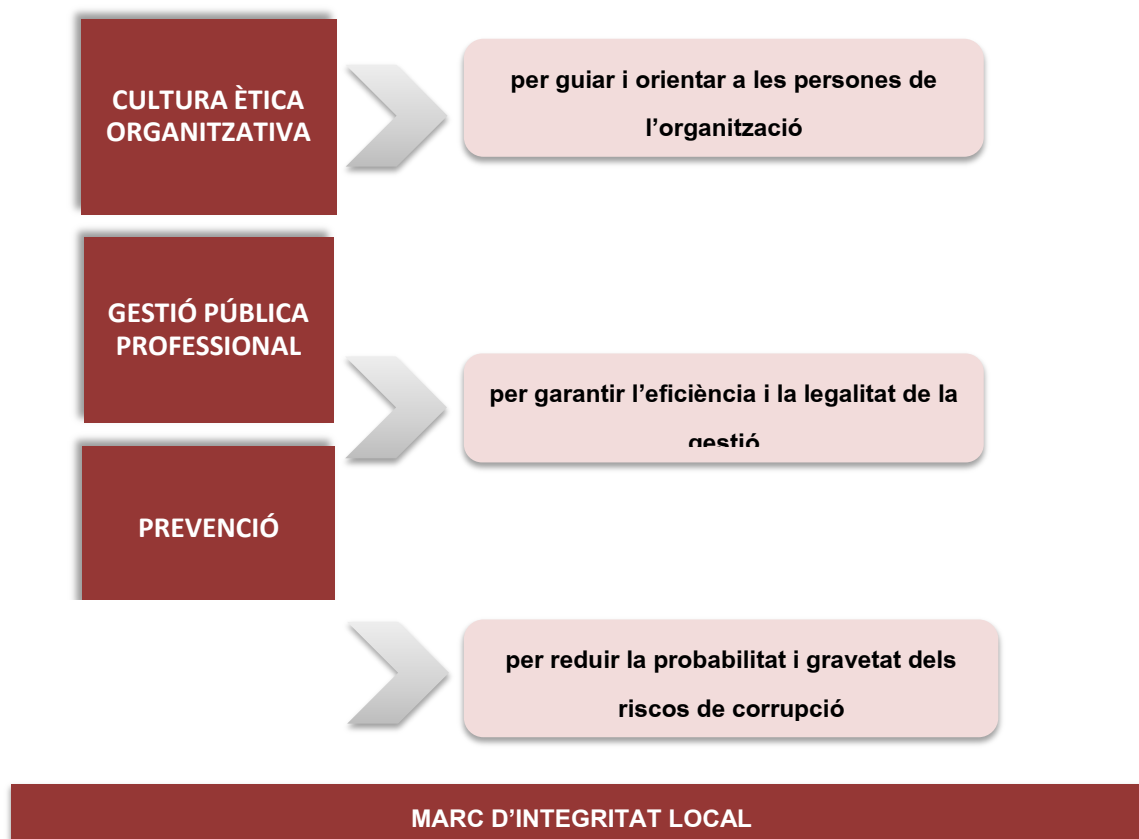 CULTURA ÈTICA
ORGANITZATIVA
per guiar i orientar a les persones de
l’organització
GESTIÓ PÚBLICA
PROFESSIONAL
per garantir l’eficiència i la legalitat de la
gestió
PREVENCIÓ
per reduir la probabilitat i gravetat dels
riscos de corrupció
MARC D’INTEGRITAT LOCAL